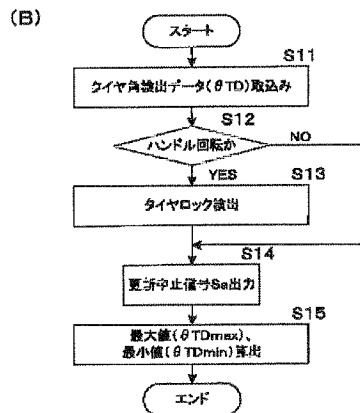 (B)
スタート
S11
タイヤ角検出データ(θTD)取込み
S12
ハンドル回転か
NO
YES
S13
タイヤロック検出
S14
更新中止信号Sa出力
S15
最大値(θTDmax)、
最小値(θTDmin)算出
エンド